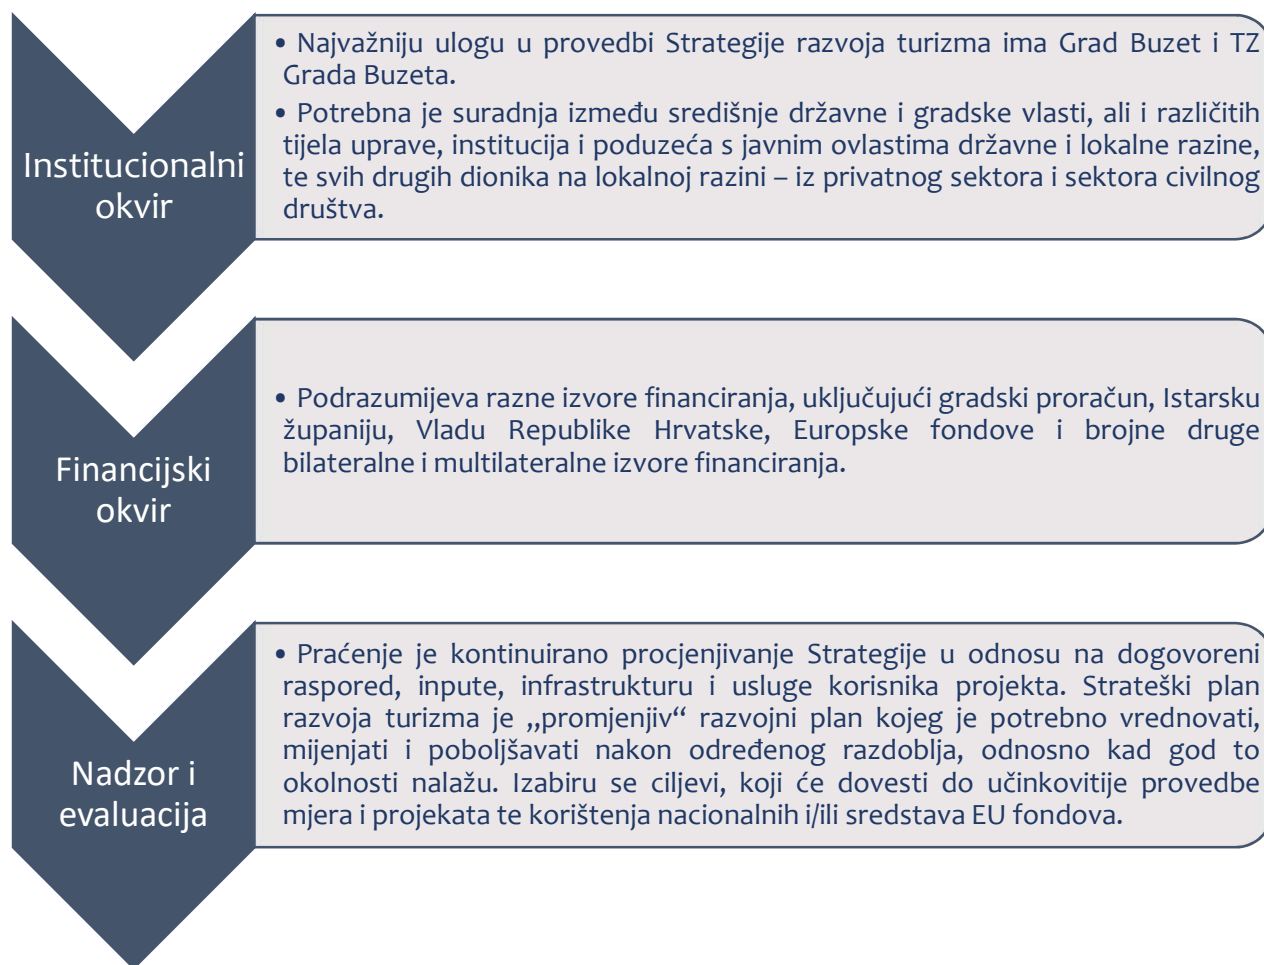 Institucionalni
okvir
• Najvažniju ulogu u provedbi Strategije razvoja turizma ima Grad Buzet i TZ
Grada Buzeta.
• Potrebna je suradnja između središnje državne i gradske vlasti, ali i različitih
tijela uprave, institucija i poduzeća s javnim ovlastima državne i lokalne razine,
te svih drugih dionika na lokalnoj razini – iz privatnog sektora i sektora civilnog
društva.
Financijski
okvir
• Podrazumijeva razne izvore financiranja, uključujući gradski proračun, Istarsku
županiju, Vladu Republike Hrvatske, Europske fondove i brojne druge
bilateralne i multilateralne izvore financiranja.
Nadzor i
evaluacija
• Praćenje je kontinuirano procjenjivanje Strategije u odnosu na dogovoreni
raspored, inpute, infrastrukturu i usluge korisnika projekta. Strateški plan
razvoja turizma je „promjenjiv“ razvojni plan kojeg je potrebno vrednovati,
mijenjati i poboljšavati nakon određenog razdoblja, odnosno kad god to
okolnosti nalažu. Izabiru se ciljevi, koji će dovesti do učinkovitije provedbe
mjera i projekata te korištenja nacionalnih i/ili sredstava EU fondova.